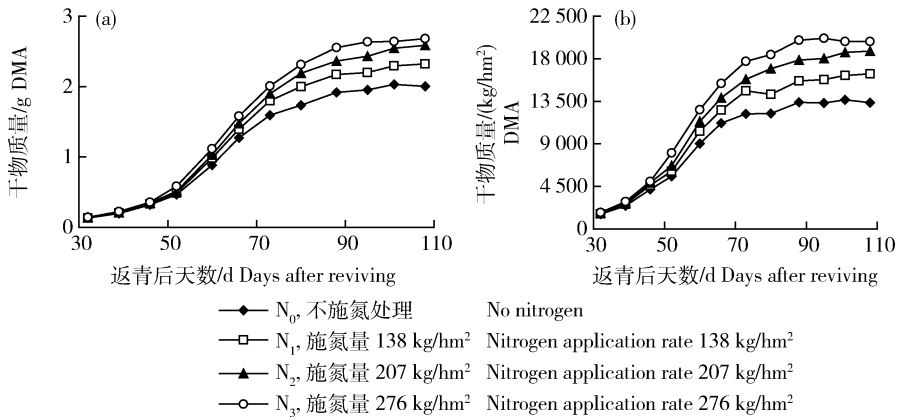 (a)
干物质量/g DMA
3
2
1
0
30 50 70 90 110
返青后天数/d Days after reviving
(b)
干物质量/(kg/hm²)
DMA
22 500
18 000
13 500
9 000
4 500
0
30 50 70 90 110
返青后天数/d Days after reviving
N₀, 不施氮处理 No nitrogen
N₁, 施氮量 138 kg/hm² Nitrogen application rate 138 kg/hm²
N₂, 施氮量 207 kg/hm² Nitrogen application rate 207 kg/hm²
N₃, 施氮量 276 kg/hm² Nitrogen application rate 276 kg/hm²